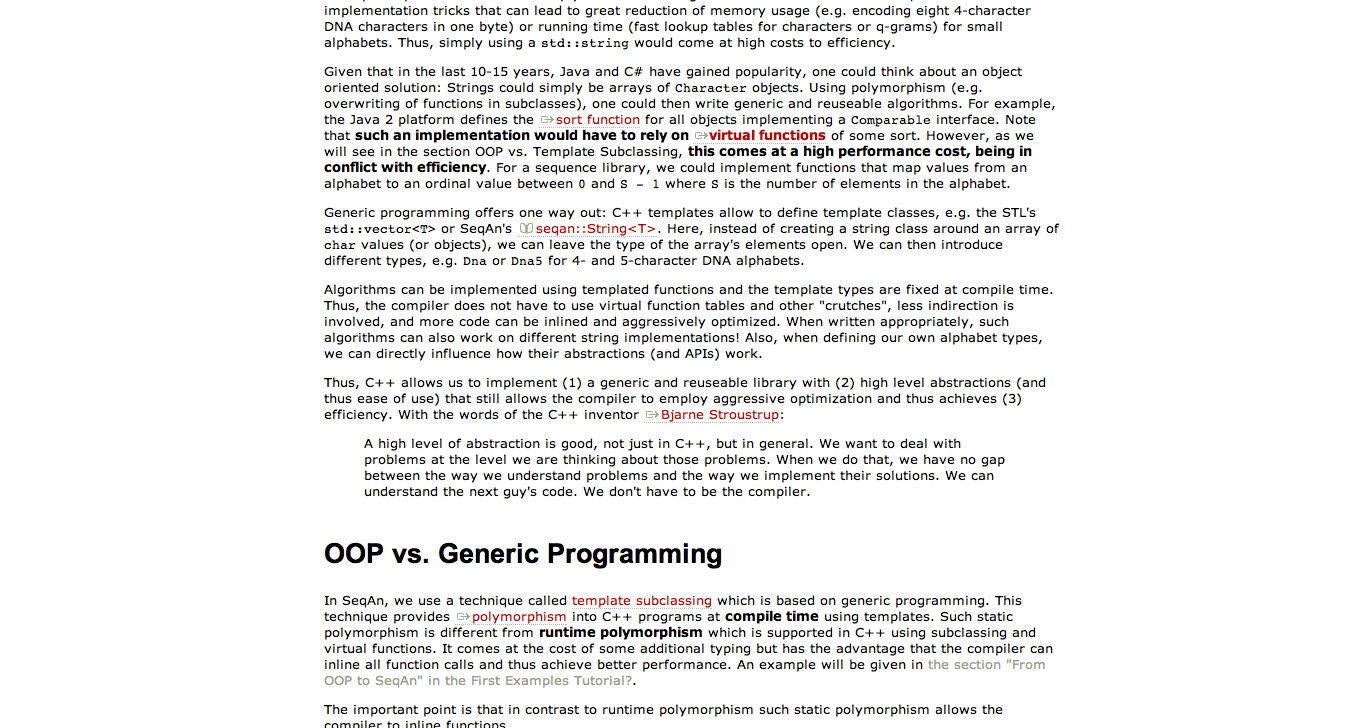 implementation tricks that can lead to great reduction of memory usage (e.g. encoding eight 4-character
DNA characters in one byte) or running time (fast lookup tables for characters or q-grams) for small
alphabets. Thus, simply using a std::string would come at high costs to efficiency.
Given that in the last 10-15 years, Java and C# have gained popularity, one could think about an object
oriented solution: Strings could simply be arrays of Character objects. Using polymorphism (e.g.
overwriting of functions in subclasses), one could then write generic and reuseable algorithms. For example,
the Java 2 platform defines the sort function for all objects implementing a Comparable interface. Note
that such an implementation would have to rely on virtual functions of some sort. However, as we
will see in the section OOP vs. Template Subclassing, this comes at a high performance cost, being in
conflict with efficiency. For a sequence library, we could implement functions that map values from an
alphabet to an ordinal value between 0 and S - 1 where S is the number of elements in the alphabet.
Generic programming offers one way out: C++ templates allow to define template classes, e.g. the STL's
std::vector<T> or SeqAn's seqan::String<T>. Here, instead of creating a string class around an array of
char values (or objects), we can leave the type of the array's elements open. We can then introduce
different types, e.g. Dna or Dna5 for 4- and 5-character DNA alphabets.
Algorithms can be implemented using templated functions and the template types are fixed at compile time.
Thus, the compiler does not have to use virtual function tables and other "crutches", less indirection is
involved, and more code can be inlined and aggressively optimized. When written appropriately, such
algorithms can also work on different string implementations! Also, when defining our own alphabet types,
we can directly influence how their abstractions (and APIs) work.
Thus, C++ allows us to implement (1) a generic and reuseable library with (2) high level abstractions (and
thus ease of use) that still allows the compiler to employ aggressive optimization and thus achieves (3)
efficiency. With the words of the C++ inventor Bjarne Stroustrup:
A high level of abstraction is good, not just in C++, but in general. We want to deal with
problems at the level we are thinking about those problems. When we do that, we have no gap
between the way we understand problems and the way we implement their solutions. We can
understand the next guy's code. We don't have to be the compiler.
OOP vs. Generic Programming
In SeqAn, we use a technique called template subclassing which is based on generic programming. This
technique provides polymorphism into C++ programs at compile time using templates. Such static
polymorphism is different from runtime polymorphism which is supported in C++ using subclassing and
virtual functions. It comes at the cost of some additional typing but has the advantage that the compiler can
inline all function calls and thus achieve better performance. An example will be given in the section "From
OOP to SeqAn" in the First Examples Tutorial?.
The important point is that in contrast to runtime polymorphism such static polymorphism allows the
compiler to inline functions.